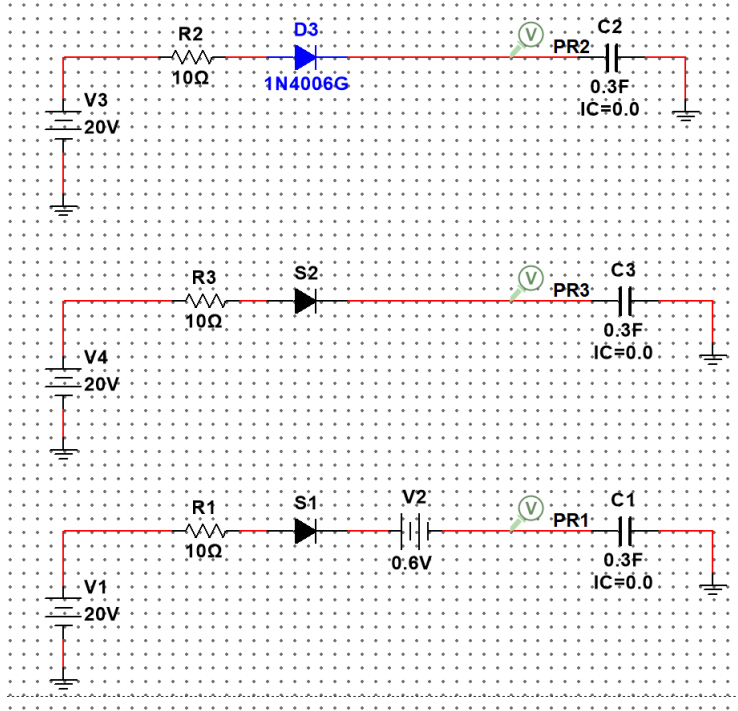 D3
R2
1N4006G
10Ω
V
PR2
C2
0.3F
IC=0.0
V3
20V
R3
10Ω
S2
V
PR3
C3
0.3F
IC=0.0
V4
20V
R1
10Ω
S1
V2
0.6V
V
PR1
C1
0.3F
IC=0.0
V1
20V